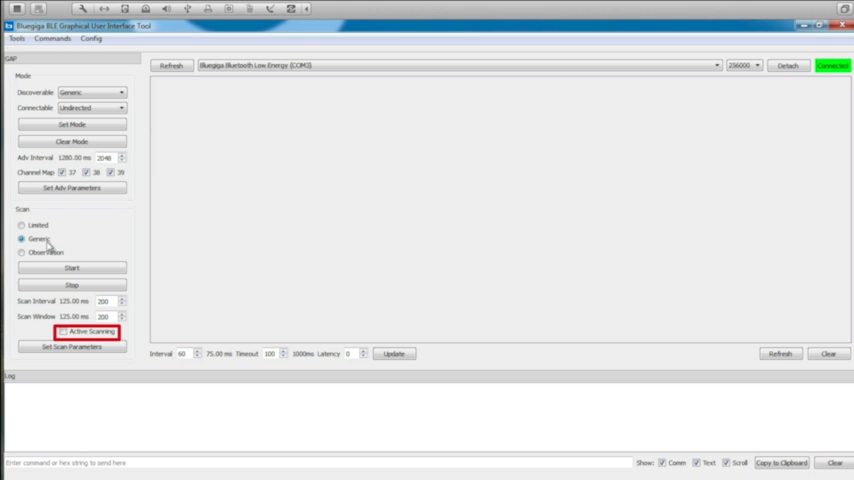 Bluegiga BLE Graphical User Interface Tool
Tools Commands Config
GAP
Refresh Bluegiga Bluetooth Low Energy (COM3) 256000 Detach Connected
Mode
Discoverable Generic
Connectable Undirected
Set Mode
Clear Mode
Adv Interval 1280.00 ms 2048
Channel Map 37 38 39
Set Adv Parameters
Scan
Limited
Generic
Observation
Start
Stop
Scan Interval 125.00 ms 200
Scan Window 125.00 ms 200
Active Scanning
Set Scan Parameters
Interval 60 75.00 ms Timeout 100 1000ms Latency 0 Update Refresh Clear
Log
Enter command or hex string to send here Show: Comm Text Scroll Copy to Clipboard Clear